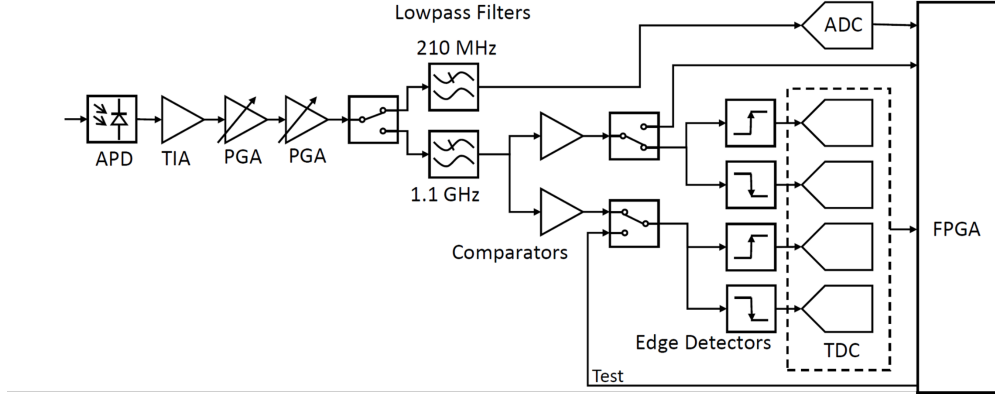 Lowpass Filters
210 MHz
ADC
APD
TIA
PGA
PGA
1.1 GHz
Comparators
FPGA
Edge Detectors
TDC
Test